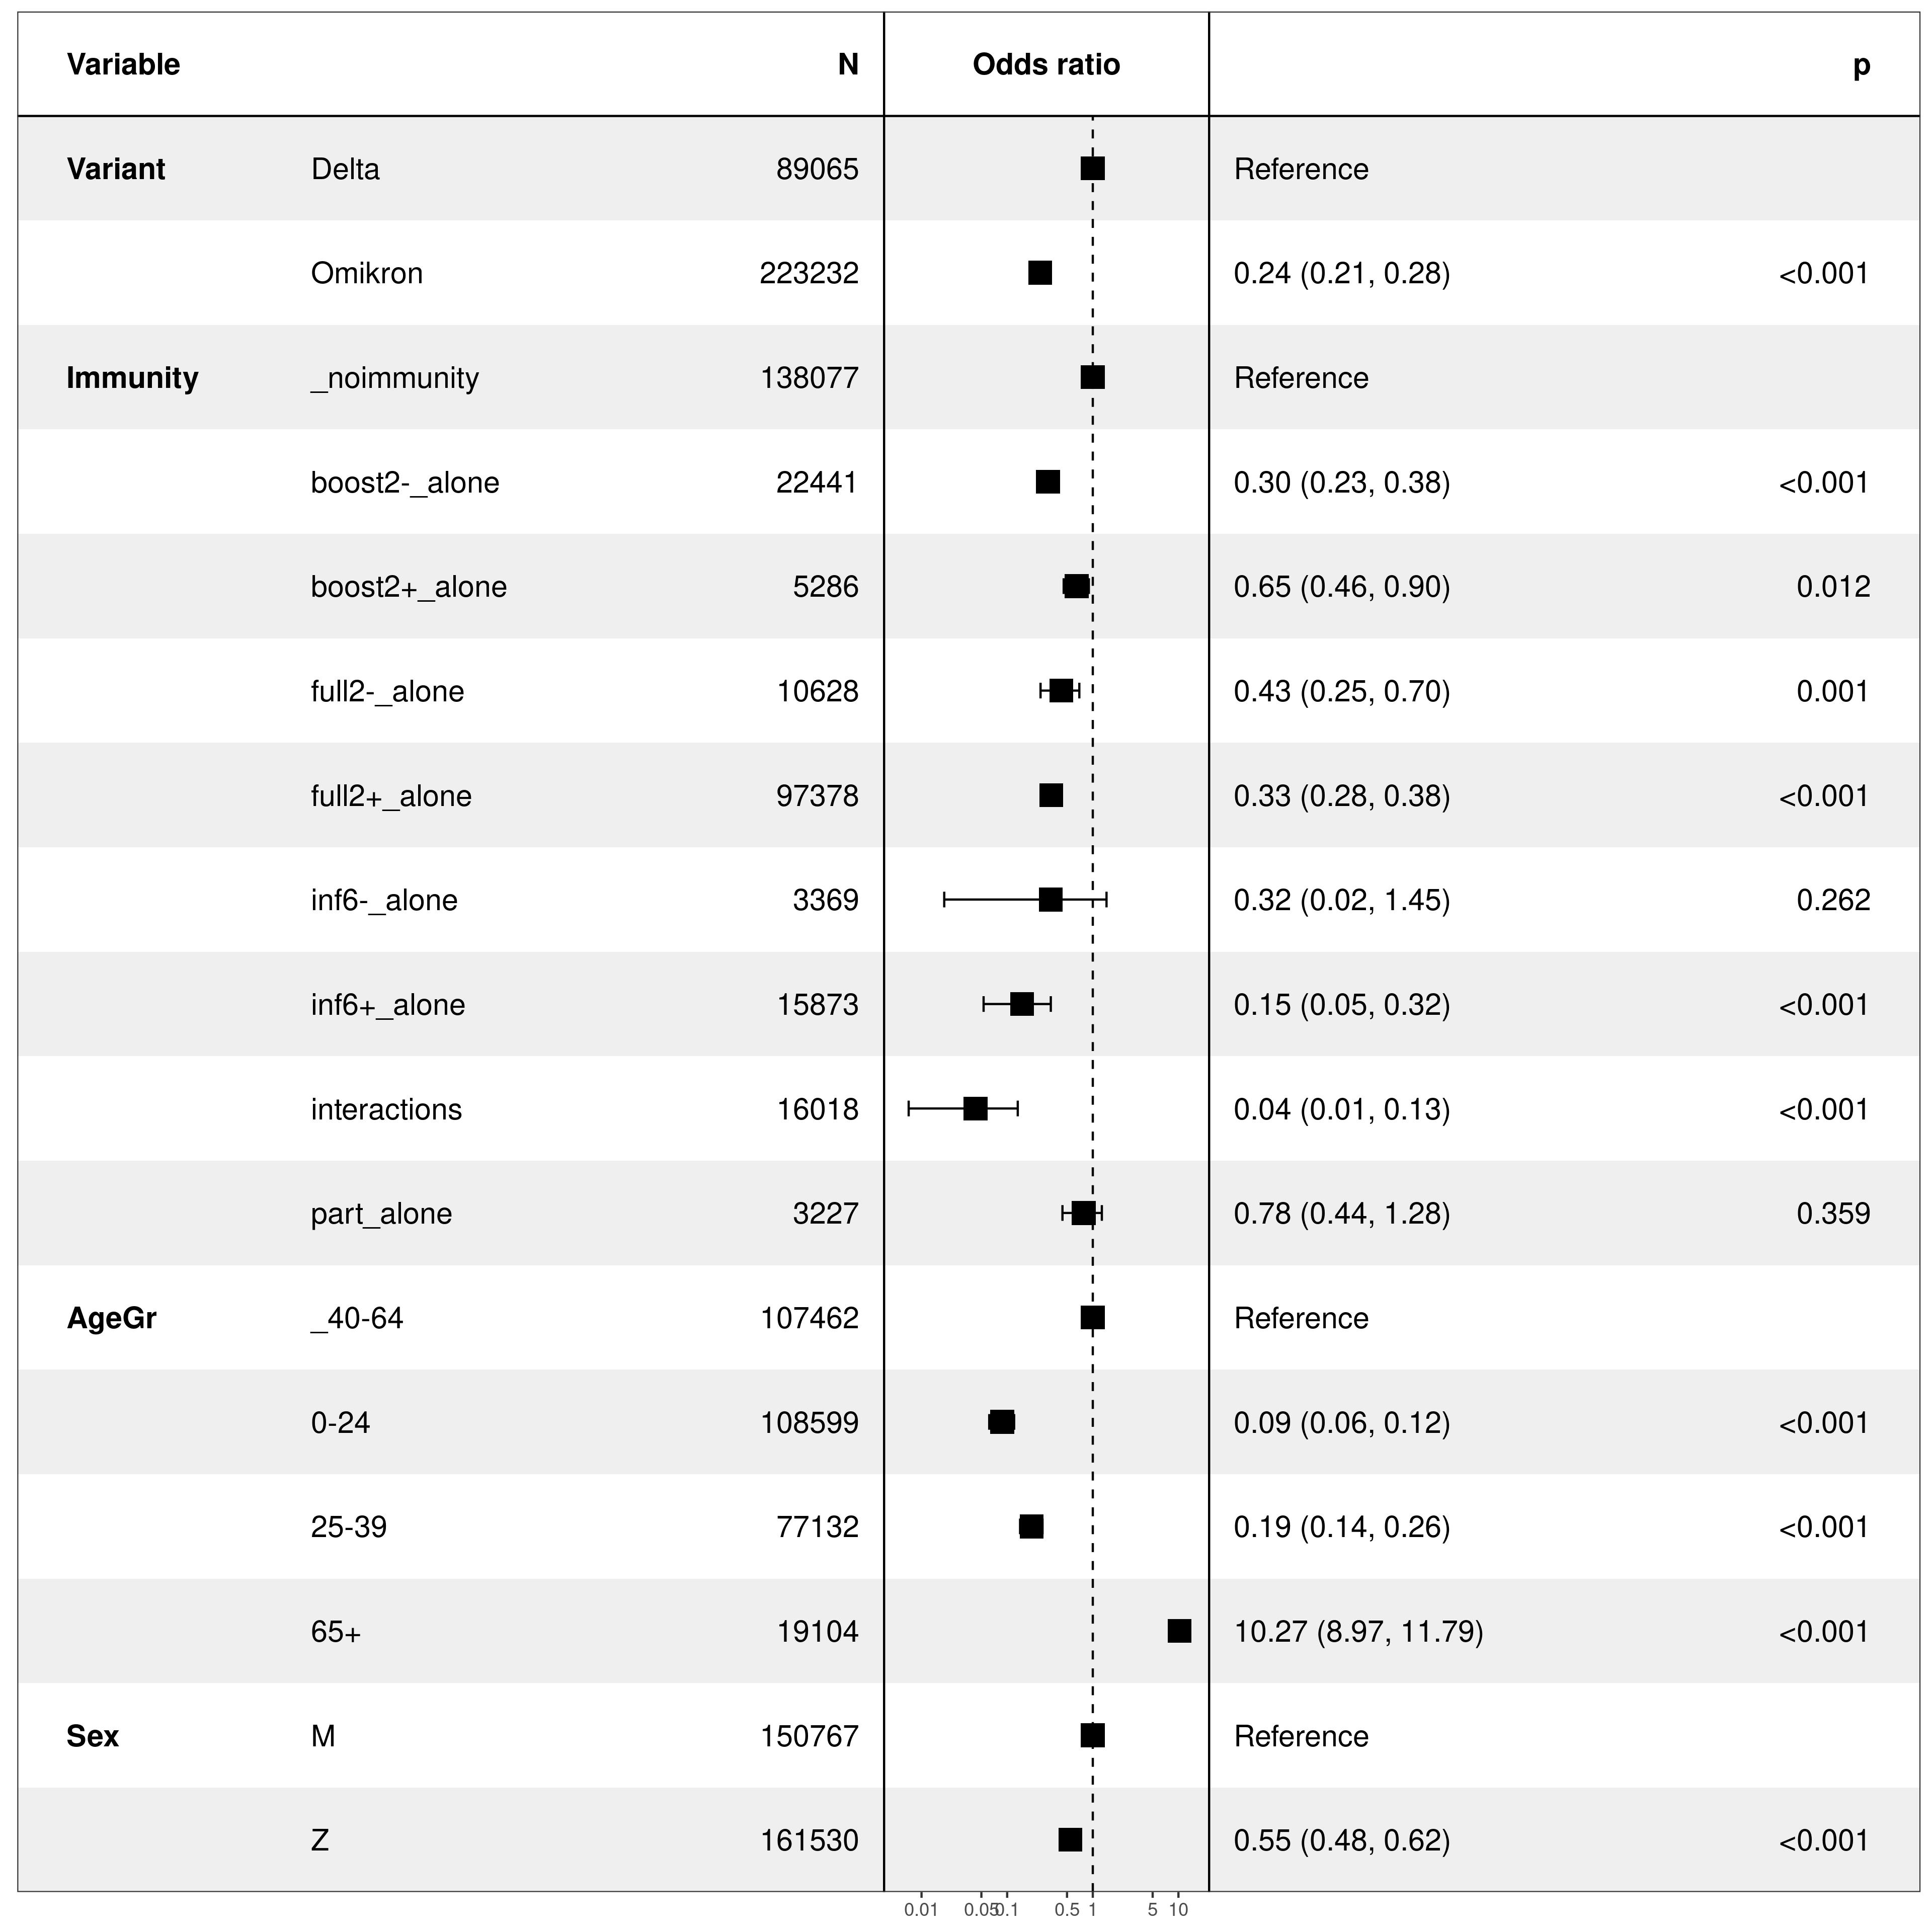 Variable N Odds ratio p
Variant Delta 89065 Reference
Omikron 223232 0.24 (0.21, 0.28) <0.001
Immunity _noimmunity 138077 Reference
boost2-_alone 22441 0.30 (0.23, 0.38) <0.001
boost2+_alone 5286 0.65 (0.46, 0.90) 0.012
full2-_alone 10628 0.43 (0.25, 0.70) 0.001
full2+_alone 97378 0.33 (0.28, 0.38) <0.001
inf6-_alone 3369 0.32 (0.02, 1.45) 0.262
inf6+_alone 15873 0.15 (0.05, 0.32) <0.001
interactions 16018 0.04 (0.01, 0.13) <0.001
part_alone 3227 0.78 (0.44, 1.28) 0.359
AgeGr _40-64 107462 Reference
0-24 108599 0.09 (0.06, 0.12) <0.001
25-39 77132 0.19 (0.14, 0.26) <0.001
65+ 19104 10.27 (8.97, 11.79) <0.001
Sex M 150767 Reference
Z 161530 0.55 (0.48, 0.62) <0.001
0.01 0.05 0.1 0.5 1 5 10